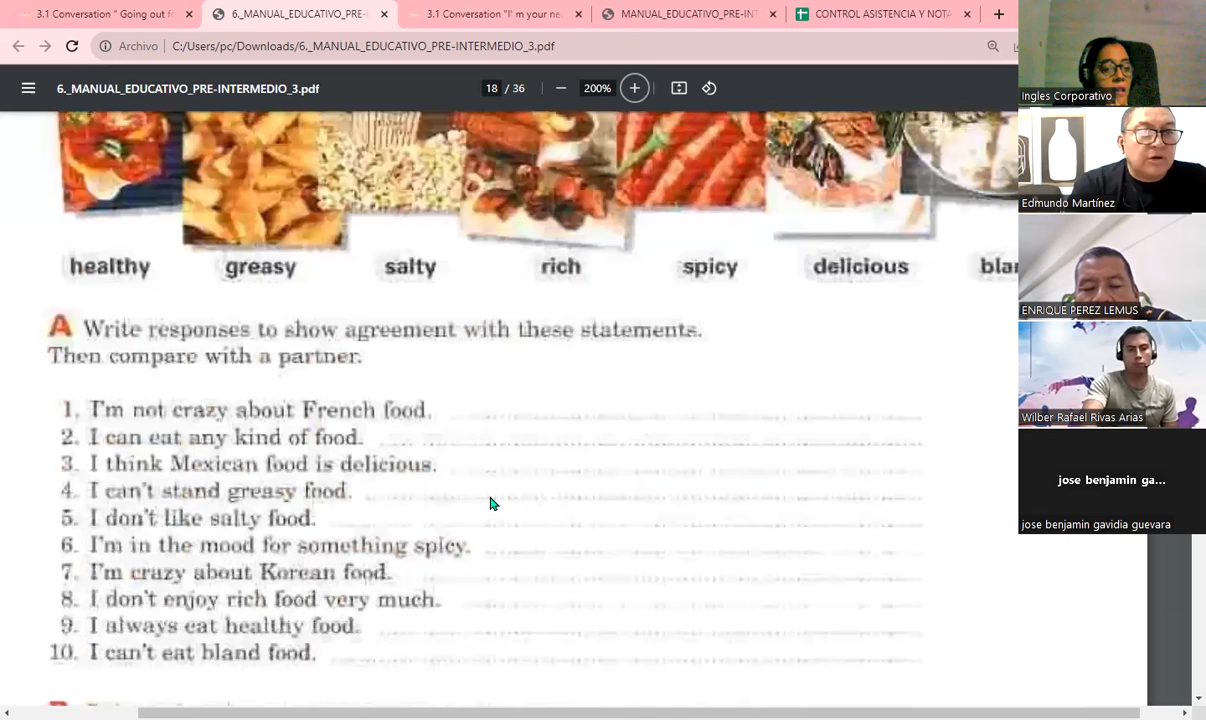 3.1 Conversation " Going out f
6._MANUAL_EDUCATIVO_PRE-
3.1 Conversation "I' m your ne
MANUAL_EDUCATIVO_PRE-INT
CONTROL ASISTENCIA Y NOTA
Archivo C:/Users/pc/Downloads/6._MANUAL_EDUCATIVO_PRE-INTERMEDIO_3.pdf
6._MANUAL_EDUCATIVO_PRE-INTERMEDIO_3.pdf 18 / 36 200%
healthy greasy salty rich spicy delicious blan
A Write responses to show agreement with these statements.
Then compare with a partner.
1. I'm not crazy about French food.
2. I can eat any kind of food.
3. I think Mexican food is delicious.
4. I can't stand greasy food.
5. I don't like salty food.
6. I'm in the mood for something spicy.
7. I'm crazy about Korean food.
8. I don't enjoy rich food very much.
9. I always eat healthy food.
10. I can't eat bland food.
Ingles Corporativo
Edmundo Martínez
ENRIQUE PEREZ LEMUS
Wilber Rafael Rivas Arias
jose benjamin ga...
jose benjamin gavidia guevara